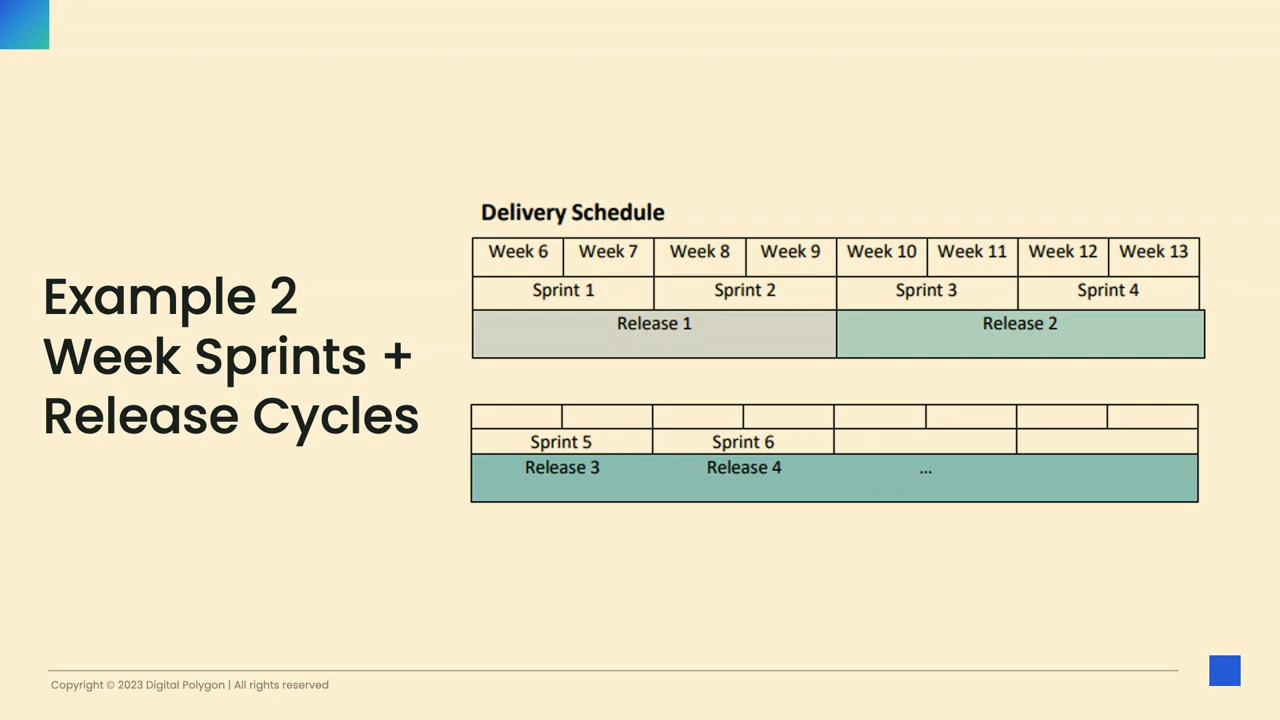 Example 2
Week Sprints +
Release Cycles
Delivery Schedule
Week 6 Week 7 Week 8 Week 9 Week 10 Week 11 Week 12 Week 13
Sprint 1 Sprint 2 Sprint 3 Sprint 4
Release 1 Release 2
Sprint 5 Sprint 6
Release 3 Release 4 ...
Copyright © 2023 Digital Polygon | All rights reserved